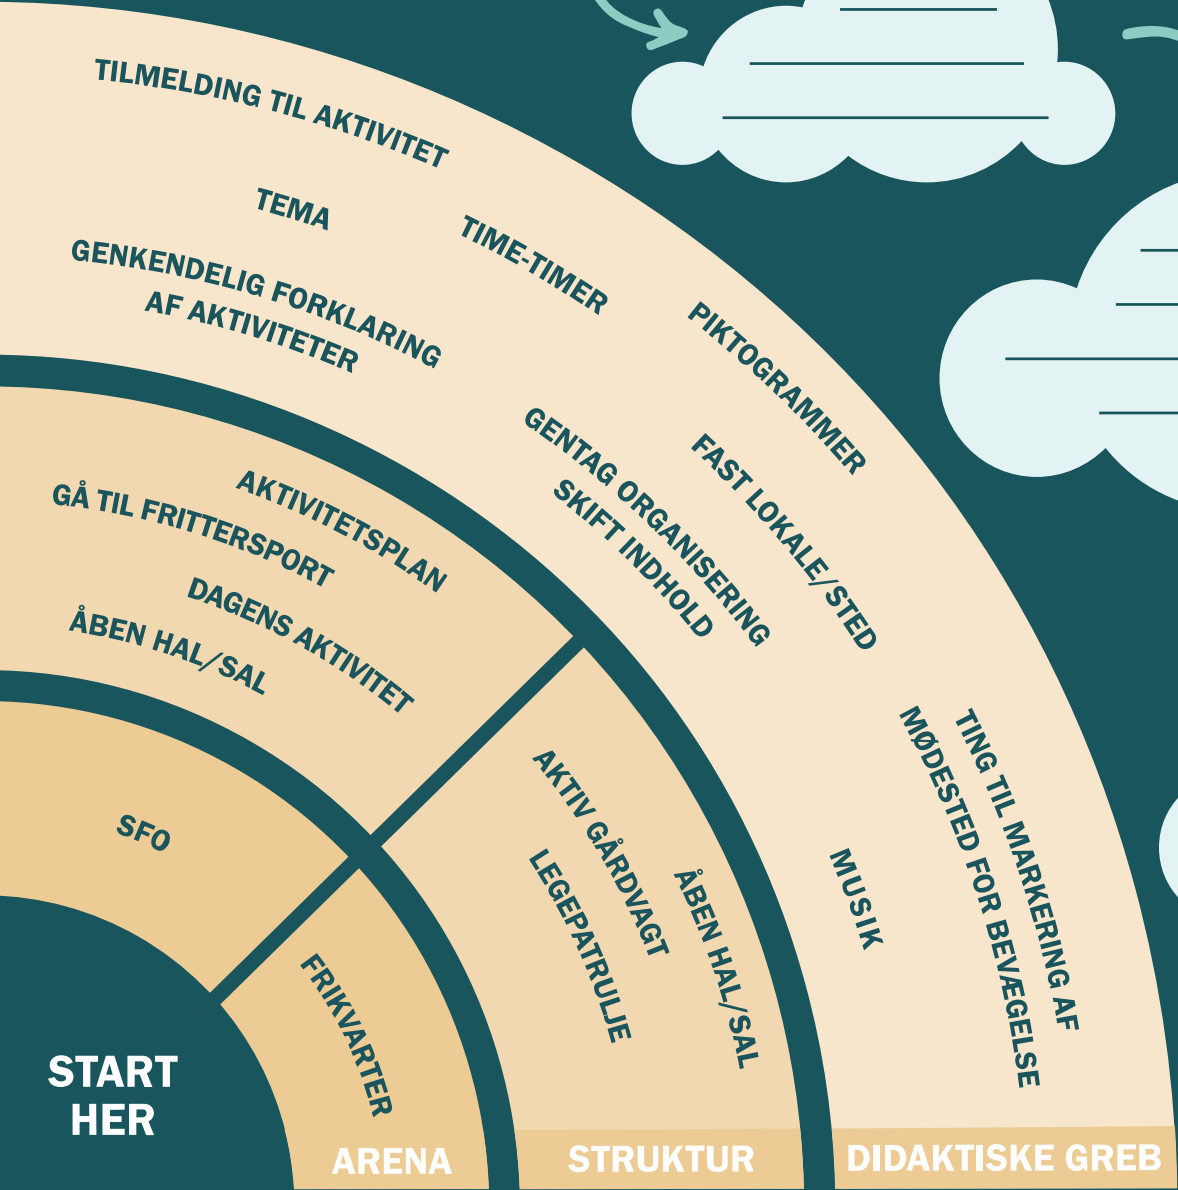 TILMELDING TIL AKTIVITET
TEMA
TIME-TIMER
GENKENDELIG FORKLARING
AF AKTIVITETER
PIKTOGRAMMER
GENTAG ORGANISERING
SKIFT INDHOLD
FAST LOKALE/STED
TING TIL MARKERING AF
MØDESTED FOR BEVÆGELSE
MUSIK
AKTIVITETSPLAN
GÅ TIL FRITTERSPORT
DAGENS AKTIVITET
ÅBEN HAL/SAL
AKTIV GÅRDVAGT
LEGEPATRULJE
ÅBEN HAL/SAL
SFO
FRIKVARTER
START
HER
ARENA
STRUKTUR
DIDAKTISKE GREB